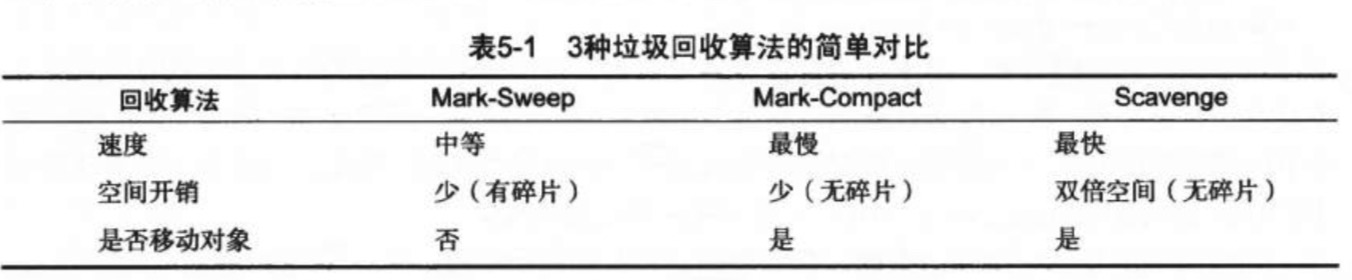 表5-1 3种垃圾回收算法的简单对比
回收算法 Mark-Sweep Mark-Compact Scavenge
速度 中等 最慢 最快
空间开销 少（有碎片） 少（无碎片） 双倍空间（无碎片）
是否移动对象 否 是 是